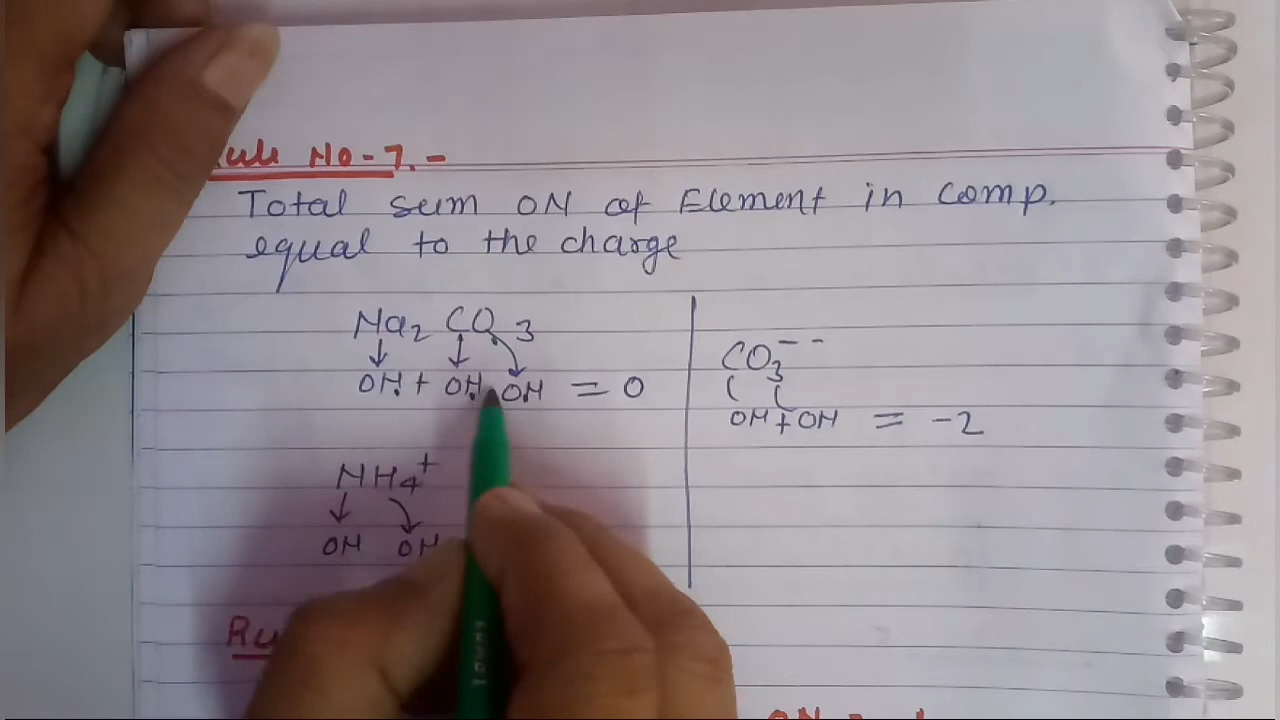 Rule No-7.-
Total sum ON of Element in comp.
equal to the charge
Na2 CO3
ON + ON ON = 0
NH4+
ON ON
CO3--
ON + ON = -2